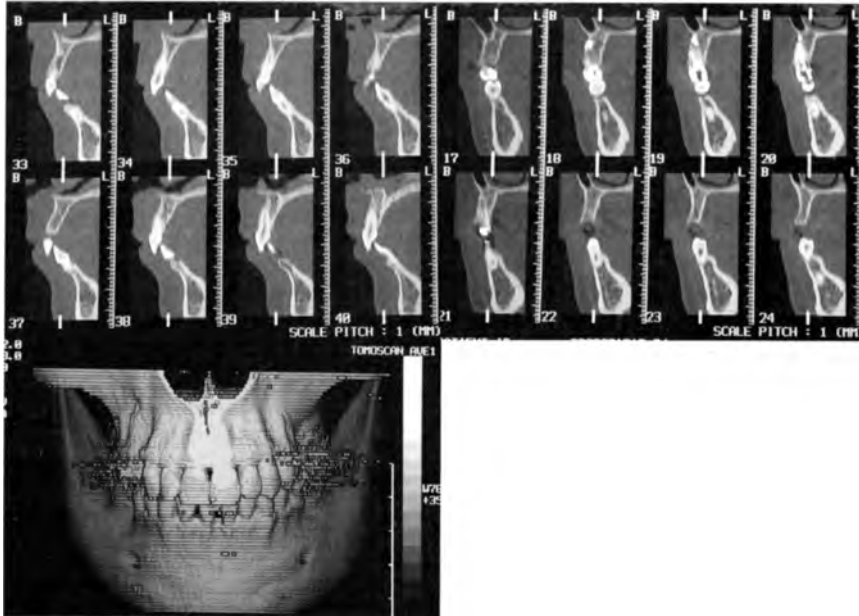 B L B L B L B L B L B L B L B L
33 34 35 36 17 18 19 20
B L B L B L B L B L B L B L B L
37 38 39 40 21 22 23 24
SCALE PITCH : 1 (MM) SCALE PITCH : 1 (MM)
TOMOSCAN AVE1